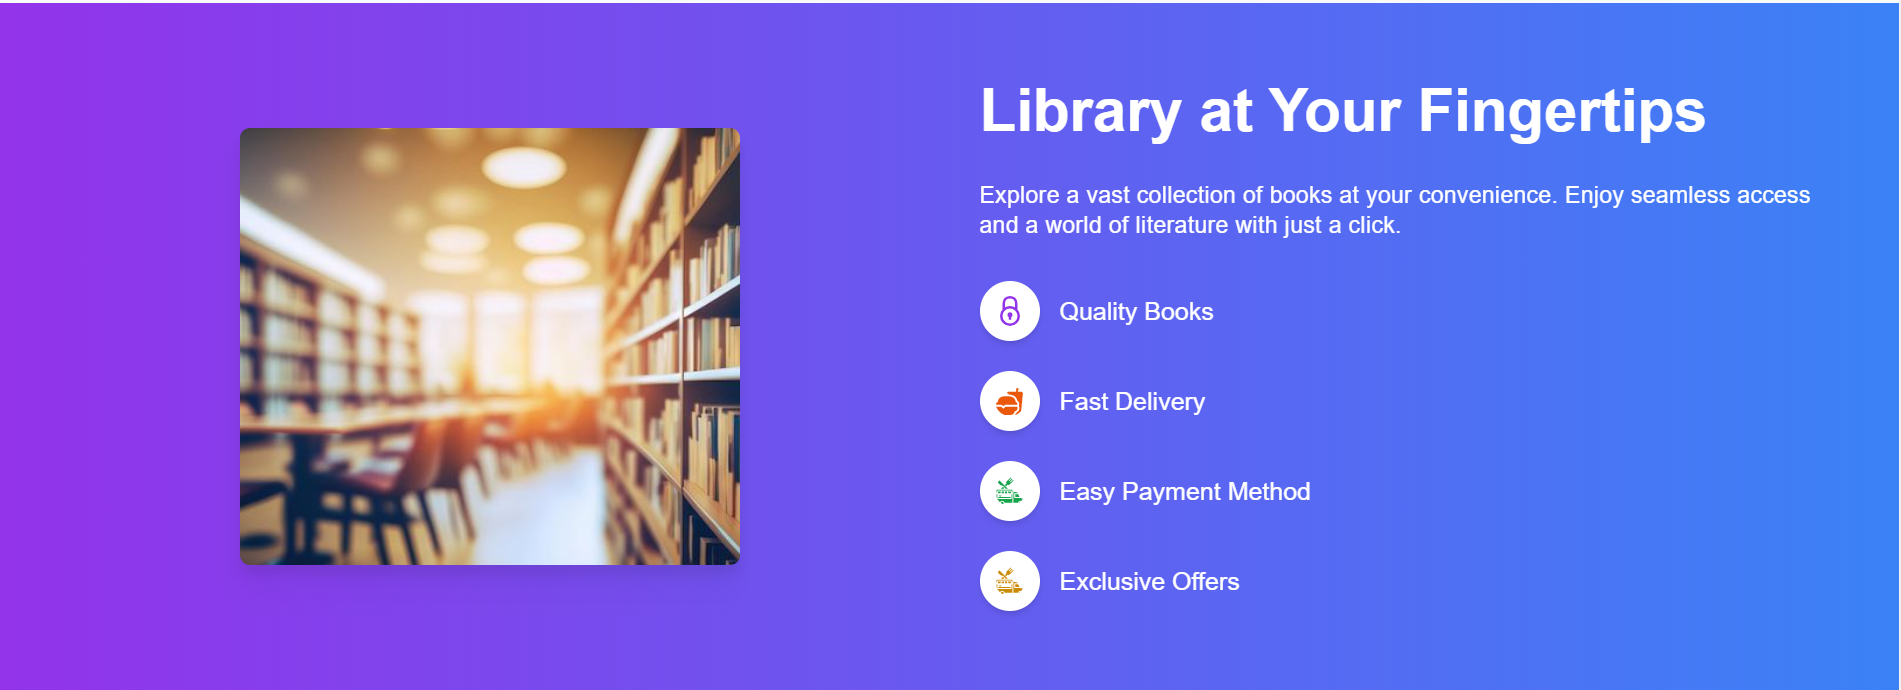 Library at Your Fingertips
Explore a vast collection of books at your convenience. Enjoy seamless access
and a world of literature with just a click.
Quality Books
Fast Delivery
Easy Payment Method
Exclusive Offers